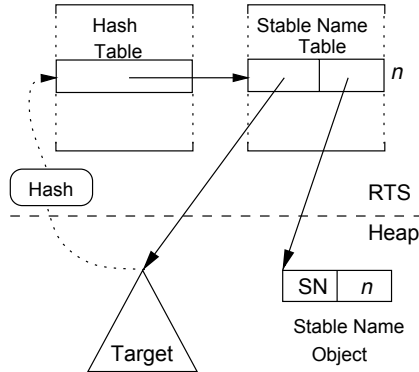 Hash
Table
Stable Name
Table
n
Hash
RTS
Heap
SN n
Target
Stable Name
Object